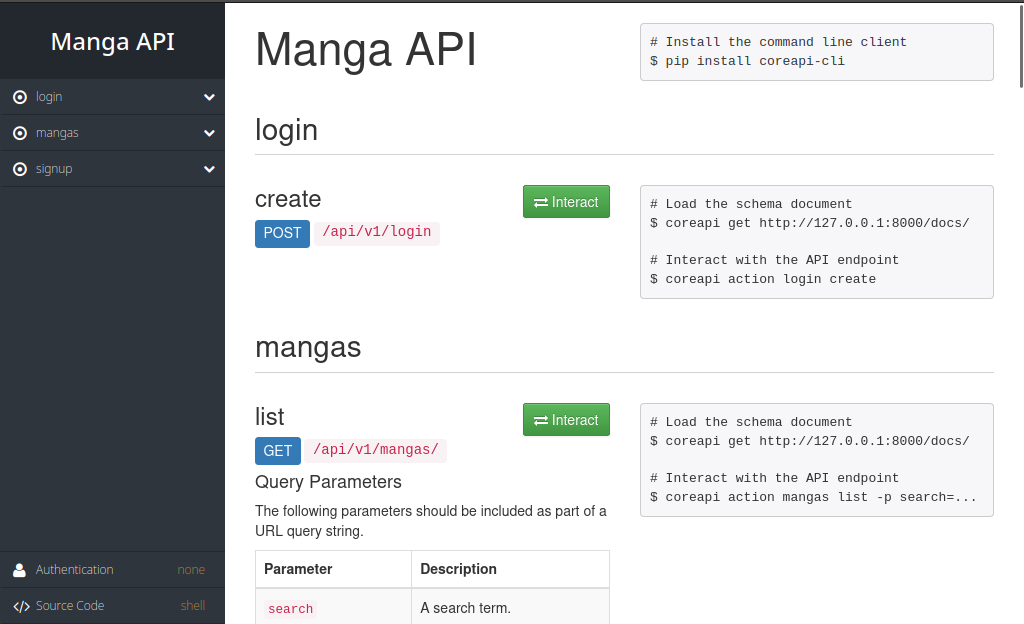 Manga API
login
mangas
signup
Authentication none
Source Code shell
Manga API
# Install the command line client
$ pip install coreapi-cli
login
create
Interact
POST /api/v1/login
# Load the schema document
$ coreapi get http://127.0.0.1:8000/docs/
# Interact with the API endpoint
$ coreapi action login create
mangas
list
Interact
GET /api/v1/mangas/
Query Parameters
The following parameters should be included as part of a
URL query string.
Parameter Description
search A search term.
# Load the schema document
$ coreapi get http://127.0.0.1:8000/docs/
# Interact with the API endpoint
$ coreapi action mangas list -p search=...